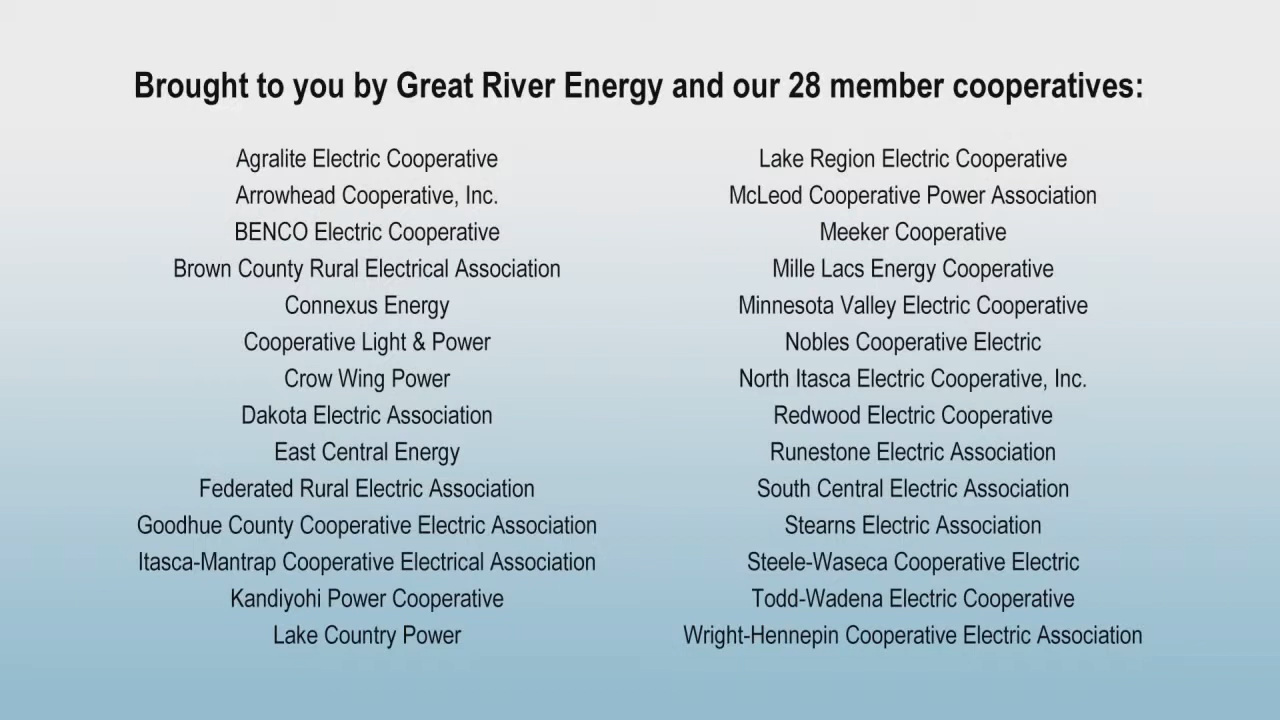 Brought to you by Great River Energy and our 28 member cooperatives:
Agralite Electric Cooperative
Arrowhead Cooperative, Inc.
BENCO Electric Cooperative
Brown County Rural Electrical Association
Connexus Energy
Cooperative Light & Power
Crow Wing Power
Dakota Electric Association
East Central Energy
Federated Rural Electric Association
Goodhue County Cooperative Electric Association
Itasca-Mantrap Cooperative Electrical Association
Kandiyohi Power Cooperative
Lake Country Power
Lake Region Electric Cooperative
McLeod Cooperative Power Association
Meeker Cooperative
Mille Lacs Energy Cooperative
Minnesota Valley Electric Cooperative
Nobles Cooperative Electric
North Itasca Electric Cooperative, Inc.
Redwood Electric Cooperative
Runestone Electric Association
South Central Electric Association
Stearns Electric Association
Steele-Waseca Cooperative Electric
Todd-Wadena Electric Cooperative
Wright-Hennepin Cooperative Electric Association